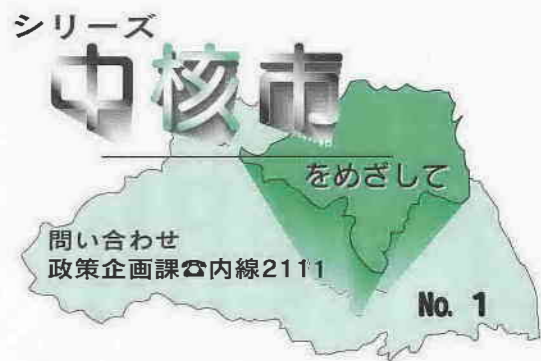 シリーズ
中核市
をめざして
問い合わせ
政策企画課☎内線2111
No. 1